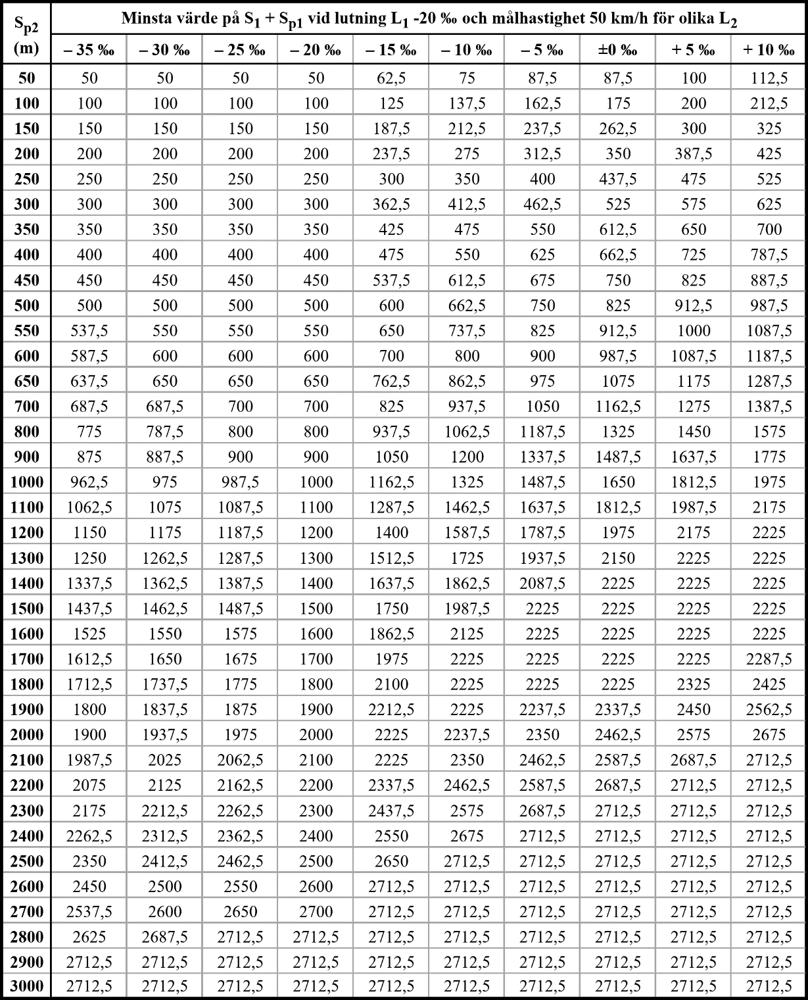 S_p2 (m) Minsta värde på S_1 + S_p1 vid lutning L_1 -20 ‰ och målhastighet 50 km/h för olika L_2
– 35 ‰ – 30 ‰ – 25 ‰ – 20 ‰ – 15 ‰ – 10 ‰ – 5 ‰ ±0 ‰ + 5 ‰ + 10 ‰
50 50 50 50 50 62,5 75 87,5 87,5 100 112,5
100 100 100 100 100 125 137,5 162,5 175 200 212,5
150 150 150 150 150 187,5 212,5 237,5 262,5 300 325
200 200 200 200 200 237,5 275 312,5 350 387,5 425
250 250 250 250 250 300 350 400 437,5 475 525
300 300 300 300 300 362,5 412,5 462,5 525 575 625
350 350 350 350 350 425 475 550 612,5 650 700
400 400 400 400 400 475 550 625 662,5 725 787,5
450 450 450 450 450 537,5 612,5 675 750 825 887,5
500 500 500 500 500 600 662,5 750 825 912,5 987,5
550 537,5 550 550 550 650 737,5 825 912,5 1000 1087,5
600 587,5 600 600 600 700 800 900 987,5 1087,5 1187,5
650 637,5 650 650 650 762,5 862,5 975 1075 1175 1287,5
700 687,5 687,5 700 700 825 937,5 1050 1162,5 1275 1387,5
800 775 787,5 800 800 937,5 1062,5 1187,5 1325 1450 1575
900 875 887,5 900 900 1050 1200 1337,5 1487,5 1637,5 1775
1000 962,5 975 987,5 1000 1162,5 1325 1487,5 1650 1812,5 1975
1100 1062,5 1075 1087,5 1100 1287,5 1462,5 1637,5 1812,5 1987,5 2175
1200 1150 1175 1187,5 1200 1400 1587,5 1787,5 1975 2175 2225
1300 1250 1262,5 1287,5 1300 1512,5 1725 1937,5 2150 2225 2225
1400 1337,5 1362,5 1387,5 1400 1637,5 1862,5 2087,5 2225 2225 2225
1500 1437,5 1462,5 1487,5 1500 1750 1987,5 2225 2225 2225 2225
1600 1525 1550 1575 1600 1862,5 2125 2225 2225 2225 2225
1700 1612,5 1650 1675 1700 1975 2225 2225 2225 2225 2287,5
1800 1712,5 1737,5 1775 1800 2100 2225 2225 2225 2325 2425
1900 1800 1837,5 1875 1900 2212,5 2225 2237,5 2337,5 2450 2562,5
2000 1900 1937,5 1975 2000 2225 2237,5 2350 2462,5 2575 2675
2100 1987,5 2025 2062,5 2100 2225 2350 2462,5 2587,5 2687,5 2712,5
2200 2075 2125 2162,5 2200 2337,5 2462,5 2587,5 2687,5 2712,5 2712,5
2300 2175 2212,5 2262,5 2300 2437,5 2575 2687,5 2712,5 2712,5 2712,5
2400 2262,5 2312,5 2362,5 2400 2550 2675 2712,5 2712,5 2712,5 2712,5
2500 2350 2412,5 2462,5 2500 2650 2712,5 2712,5 2712,5 2712,5 2712,5
2600 2450 2500 2550 2600 2712,5 2712,5 2712,5 2712,5 2712,5 2712,5
2700 2537,5 2600 2650 2700 2712,5 2712,5 2712,5 2712,5 2712,5 2712,5
2800 2625 2687,5 2712,5 2712,5 2712,5 2712,5 2712,5 2712,5 2712,5 2712,5
2900 2712,5 2712,5 2712,5 2712,5 2712,5 2712,5 2712,5 2712,5 2712,5 2712,5
3000 2712,5 2712,5 2712,5 2712,5 2712,5 2712,5 2712,5 2712,5 2712,5 2712,5